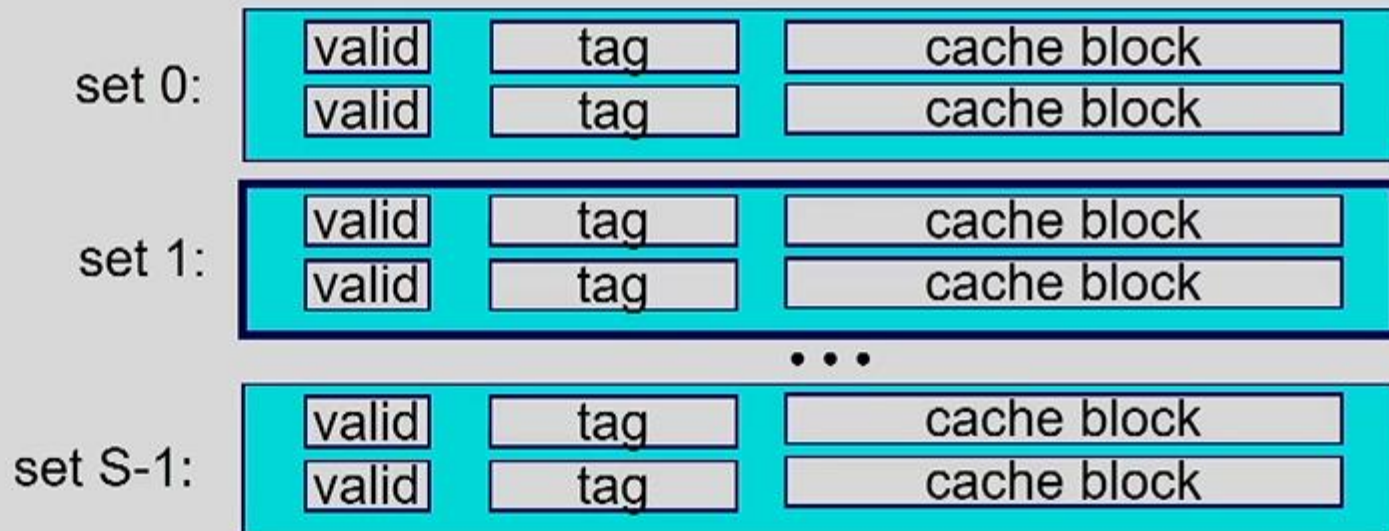 valid tag cache block
set 0:
valid tag cache block
valid tag cache block
set 1:
valid tag cache block
...
valid tag cache block
set S-1:
valid tag cache block